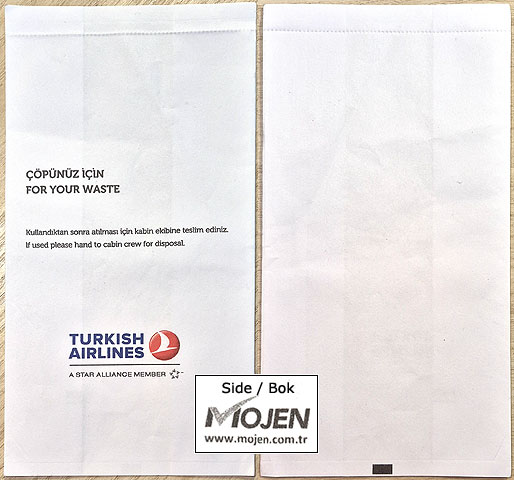 ÇÖPÜNÜZ İÇİN
FOR YOUR WASTE
Kullandıktan sonra atılması için kabin ekibine teslim ediniz.
If used please hand to cabin crew for disposal.
TURKISH
AIRLINES
A STAR ALLIANCE MEMBER
Side / Bok
MOJEN
www.mojen.com.tr